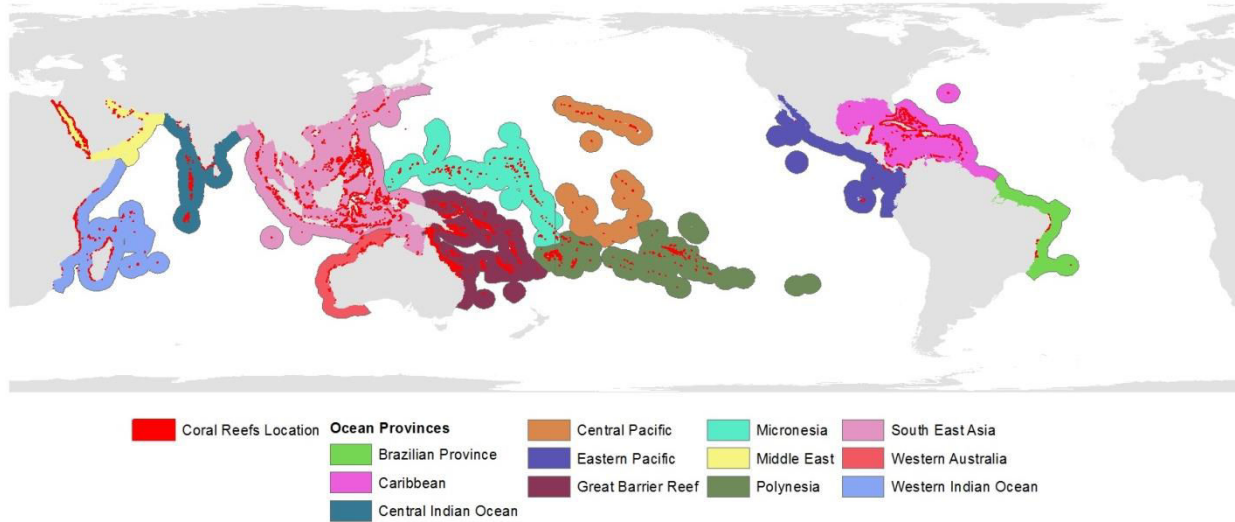 Coral Reefs Location
Ocean Provinces
Brazilian Province
Caribbean
Central Indian Ocean
Central Pacific
Eastern Pacific
Great Barrier Reef
Micronesia
Middle East
Polynesia
South East Asia
Western Australia
Western Indian Ocean